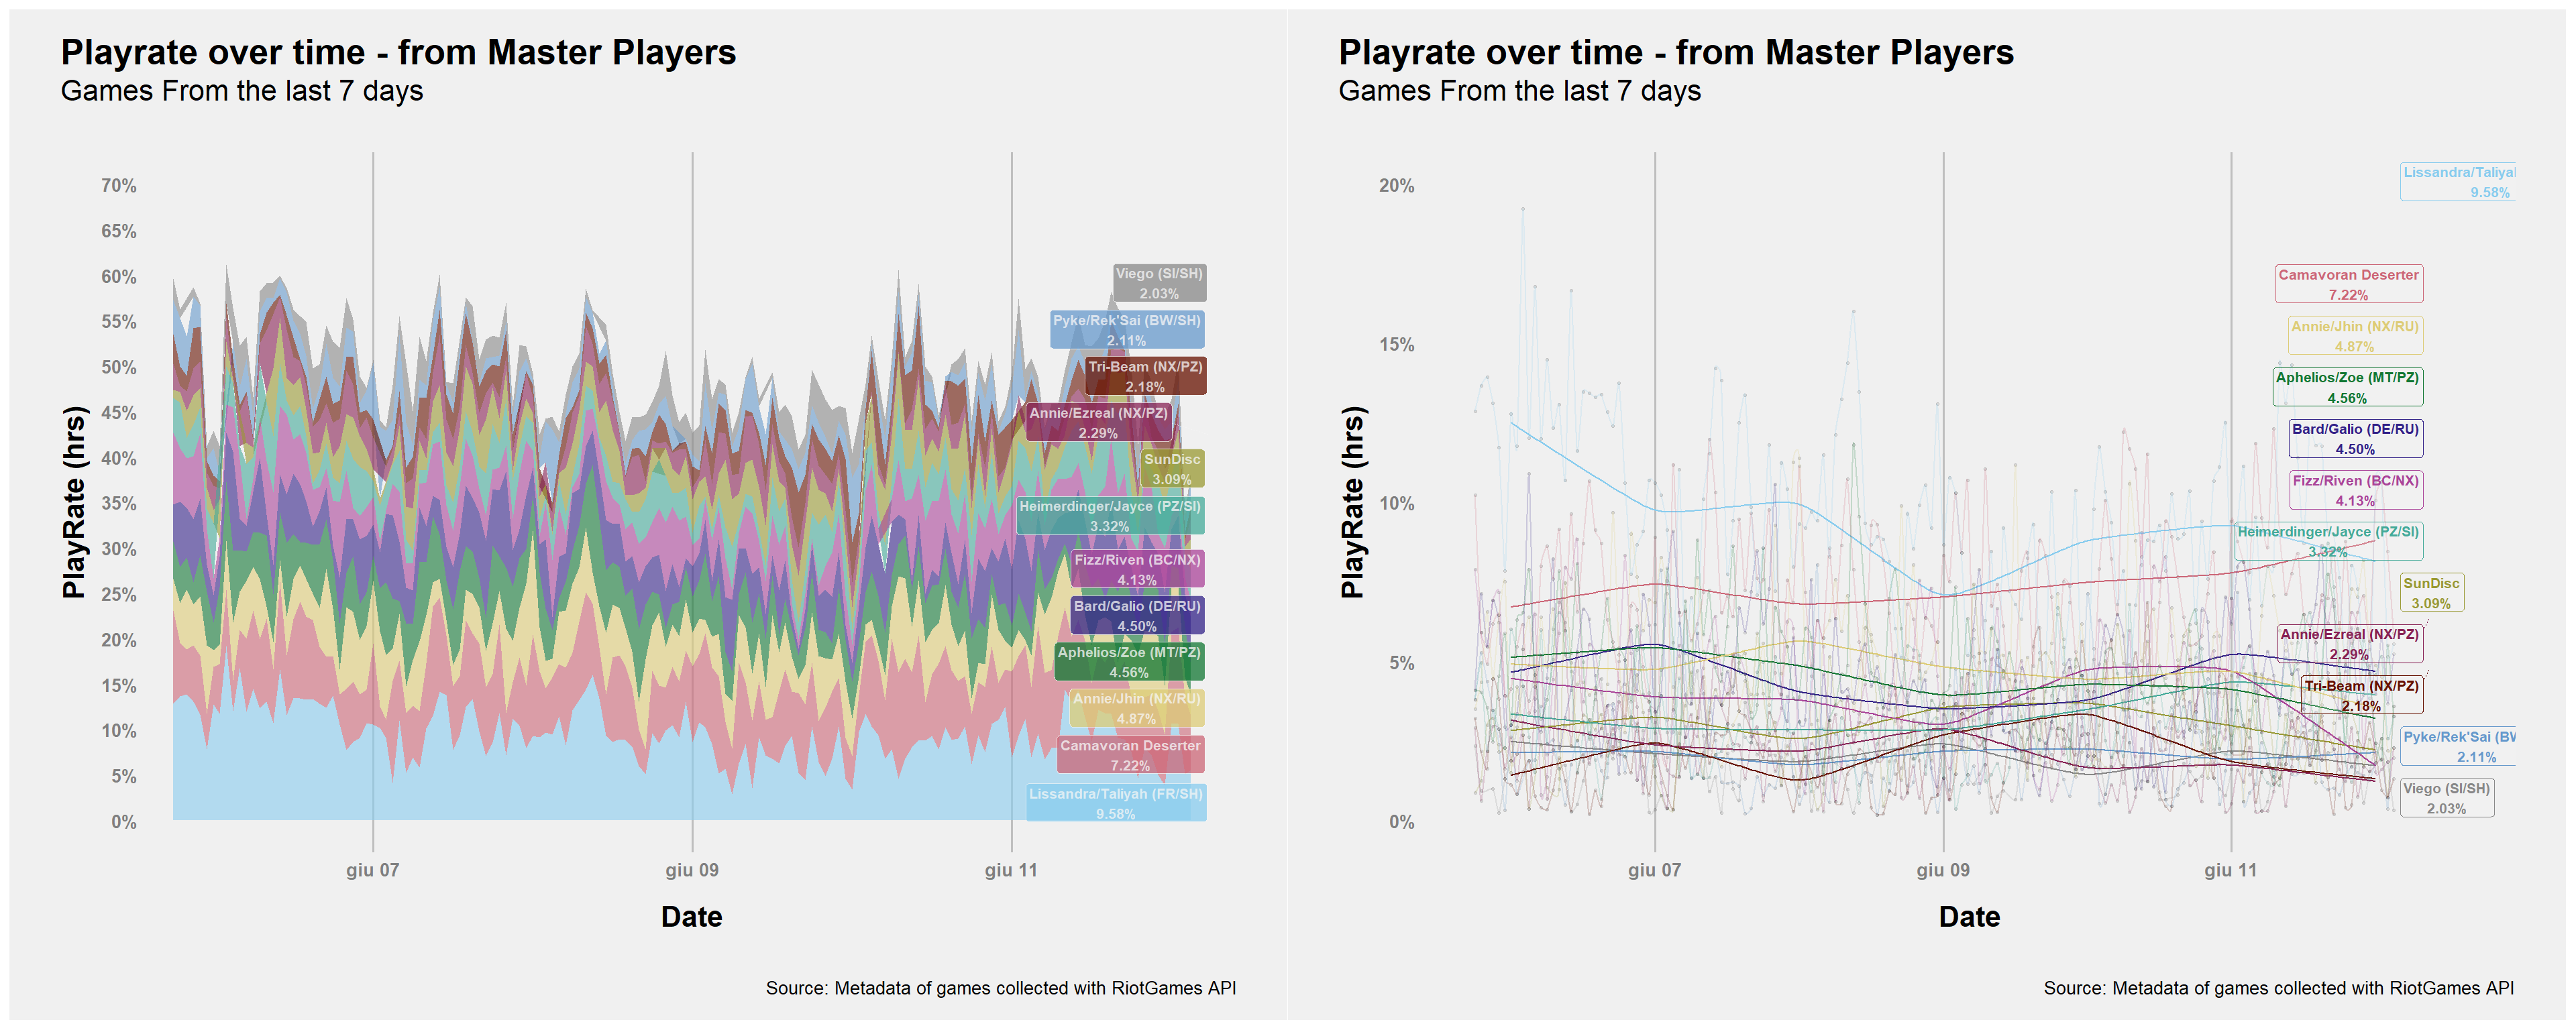 Playrate over time - from Master Players
Games From the last 7 days
PlayRate (hrs)
70%
65%
60%
55%
50%
45%
40%
35%
30%
25%
20%
15%
10%
5%
0%
Viego (SI/SH)
2.03%
Pyke/Rek'Sai (BW/SH)
2.11%
Tri-Beam (NX/PZ)
2.18%
Annie/Ezreal (NX/PZ)
2.29%
SunDisc
3.09%
Heimerdinger/Jayce (PZ/SI)
3.32%
Fizz/Riven (BC/NX)
4.13%
Bard/Galio (DE/RU)
4.50%
Aphelios/Zoe (MT/PZ)
4.56%
Annie/Jhin (NX/RU)
4.87%
Camavoran Deserter
7.22%
Lissandra/Taliyah (FR/SH)
9.58%
giu 07
giu 09
giu 11
Date
Source: Metadata of games collected with RiotGames API
Playrate over time - from Master Players
Games From the last 7 days
PlayRate (hrs)
20%
15%
10%
5%
0%
Lissandra/Taliyal
9.58%
Camavoran Deserter
7.22%
Annie/Jhin (NX/RU)
4.87%
Aphelios/Zoe (MT/PZ)
4.56%
Bard/Galio (DE/RU)
4.50%
Fizz/Riven (BC/NX)
4.13%
Heimerdinger/Jayce (PZ/SI)
3.32%
SunDisc
3.09%
Annie/Ezreal (NX/PZ)
2.29%
Tri-Beam (NX/PZ)
2.18%
Pyke/Rek'Sai (BW
2.11%
Viego (SI/SH)
2.03%
giu 07
giu 09
giu 11
Date
Source: Metadata of games collected with RiotGames API